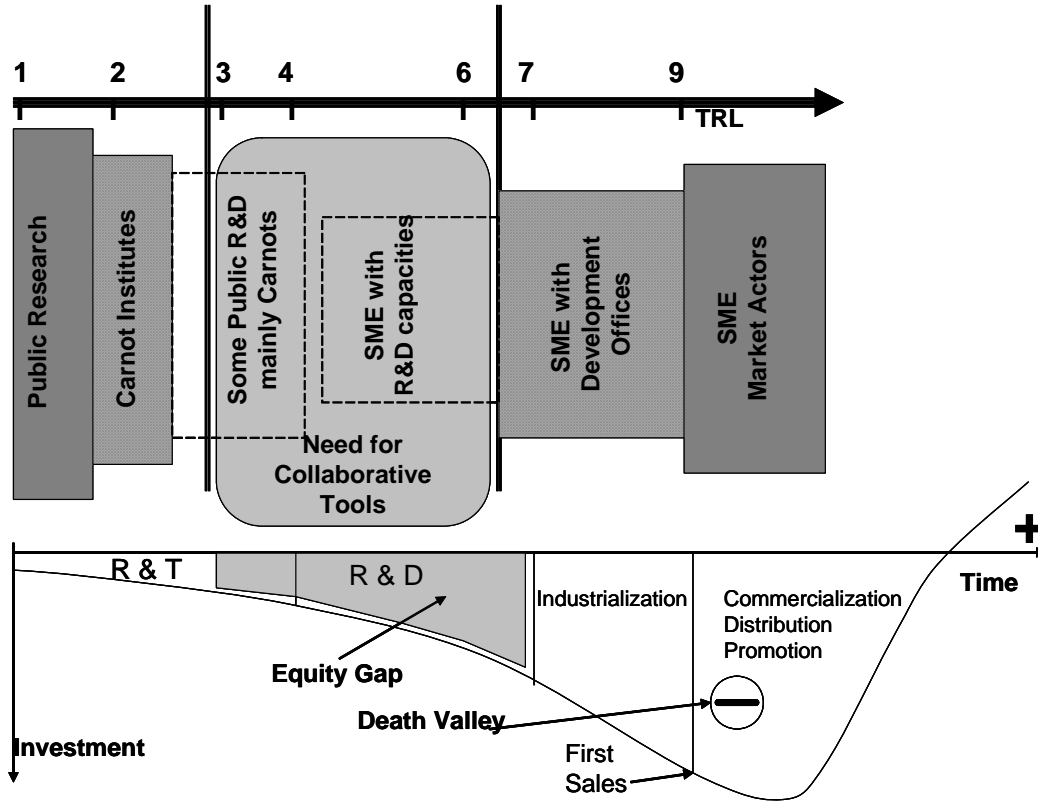 1
2
3
4
6
7
9
TRL
Public Research
Carnot Institutes
Some Public R&D
mainly Carnots
SME with
R&D capacities
Need for
Collaborative
Tools
SME with
Development
Offices
SME
Market Actors
+
R & T
R & D
Industrialization
Commercialization
Distribution
Promotion
Time
Equity Gap
Death Valley
Investment
First
Sales